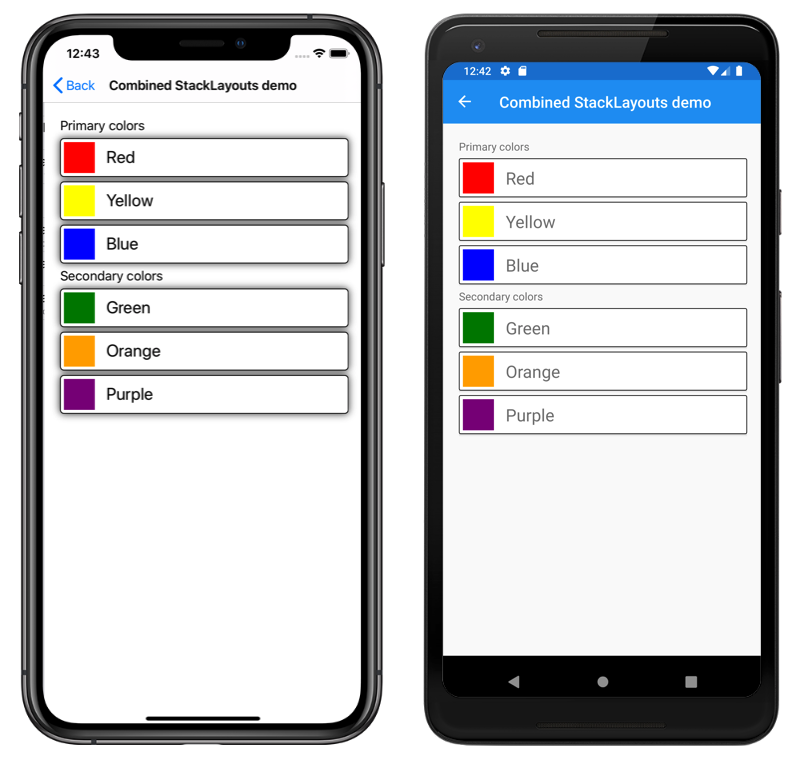 12:43
Back Combined StackLayouts demo
Primary colors
Red
Yellow
Blue
Secondary colors
Green
Orange
Purple
12:42
Combined StackLayouts demo
Primary colors
Red
Yellow
Blue
Secondary colors
Green
Orange
Purple